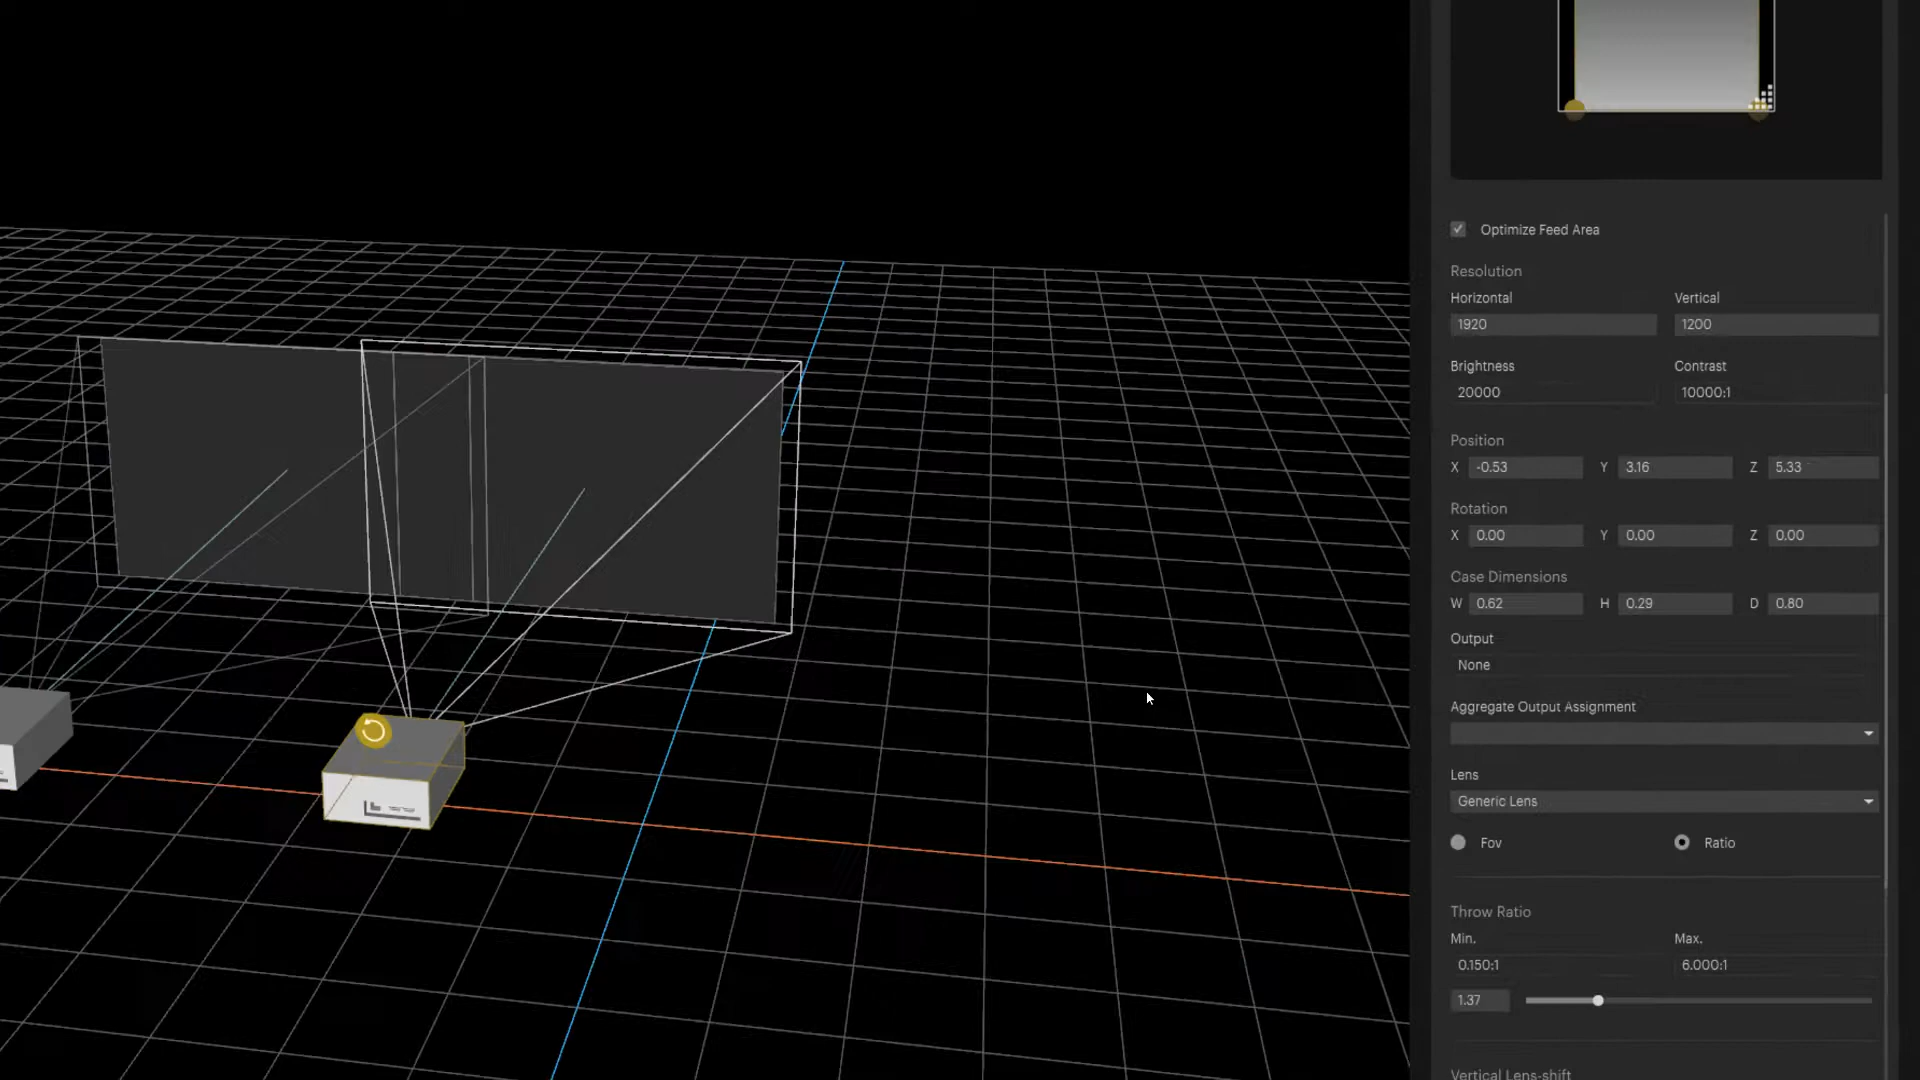 Optimize Feed Area
Resolution
Horizontal Vertical
1920 1200
Brightness Contrast
20000 10000:1
Position
X -0.53 Y 3.16 Z 5.33
Rotation
X 0.00 Y 0.00 Z 0.00
Case Dimensions
W 0.62 H 0.29 D 0.80
Output
None
Aggregate Output Assignment
Lens
Generic Lens
Fov Ratio
Throw Ratio
Min. Max.
0.150:1 6.000:1
1.37
Vertical Lens-shift